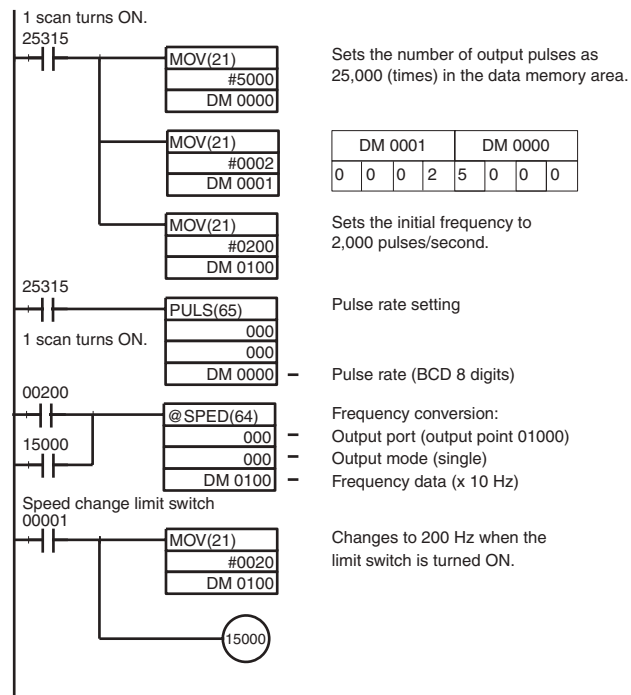 1 scan turns ON.
25315
MOV(21)
#5000
DM 0000
Sets the number of output pulses as
25,000 (times) in the data memory area.
MOV(21)
#0002
DM 0001
DM 0001 DM 0000
0 0 0 2 5 0 0 0
MOV(21)
#0200
DM 0100
Sets the initial frequency to
2,000 pulses/second.
25315
1 scan turns ON.
PULS(65)
000
000
DM 0000
Pulse rate setting
Pulse rate (BCD 8 digits)
00200
15000
@SPED(64)
000
000
DM 0100
Frequency conversion:
Output port (output point 01000)
Output mode (single)
Frequency data (x 10 Hz)
Speed change limit switch
00001
MOV(21)
#0020
DM 0100
Changes to 200 Hz when the
limit switch is turned ON.
15000